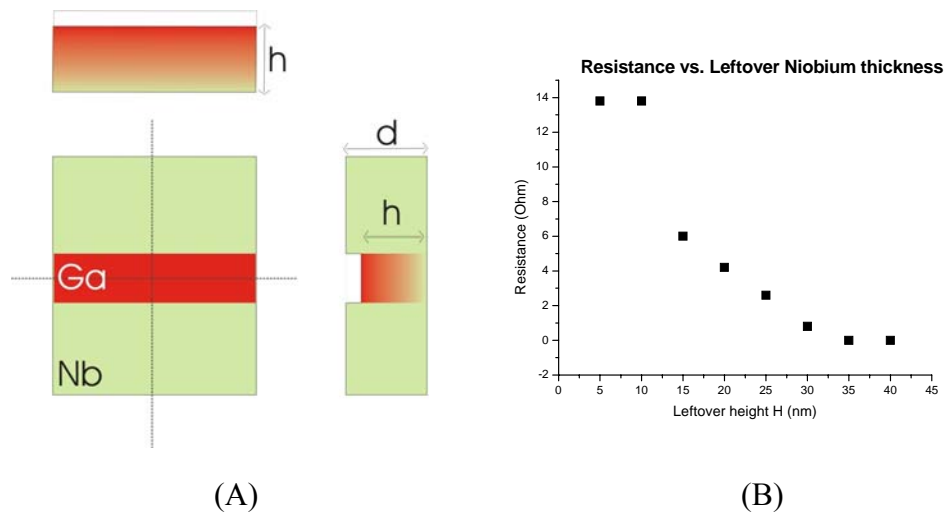 h
d
h
Ga
Nb
(A)
Resistance vs. Leftover Niobium thickness
Resistance (Ohm)
14
12
10
8
6
4
2
0
-2
0 5 10 15 20 25 30 35 40 45
Leftover height H (nm)
(B)